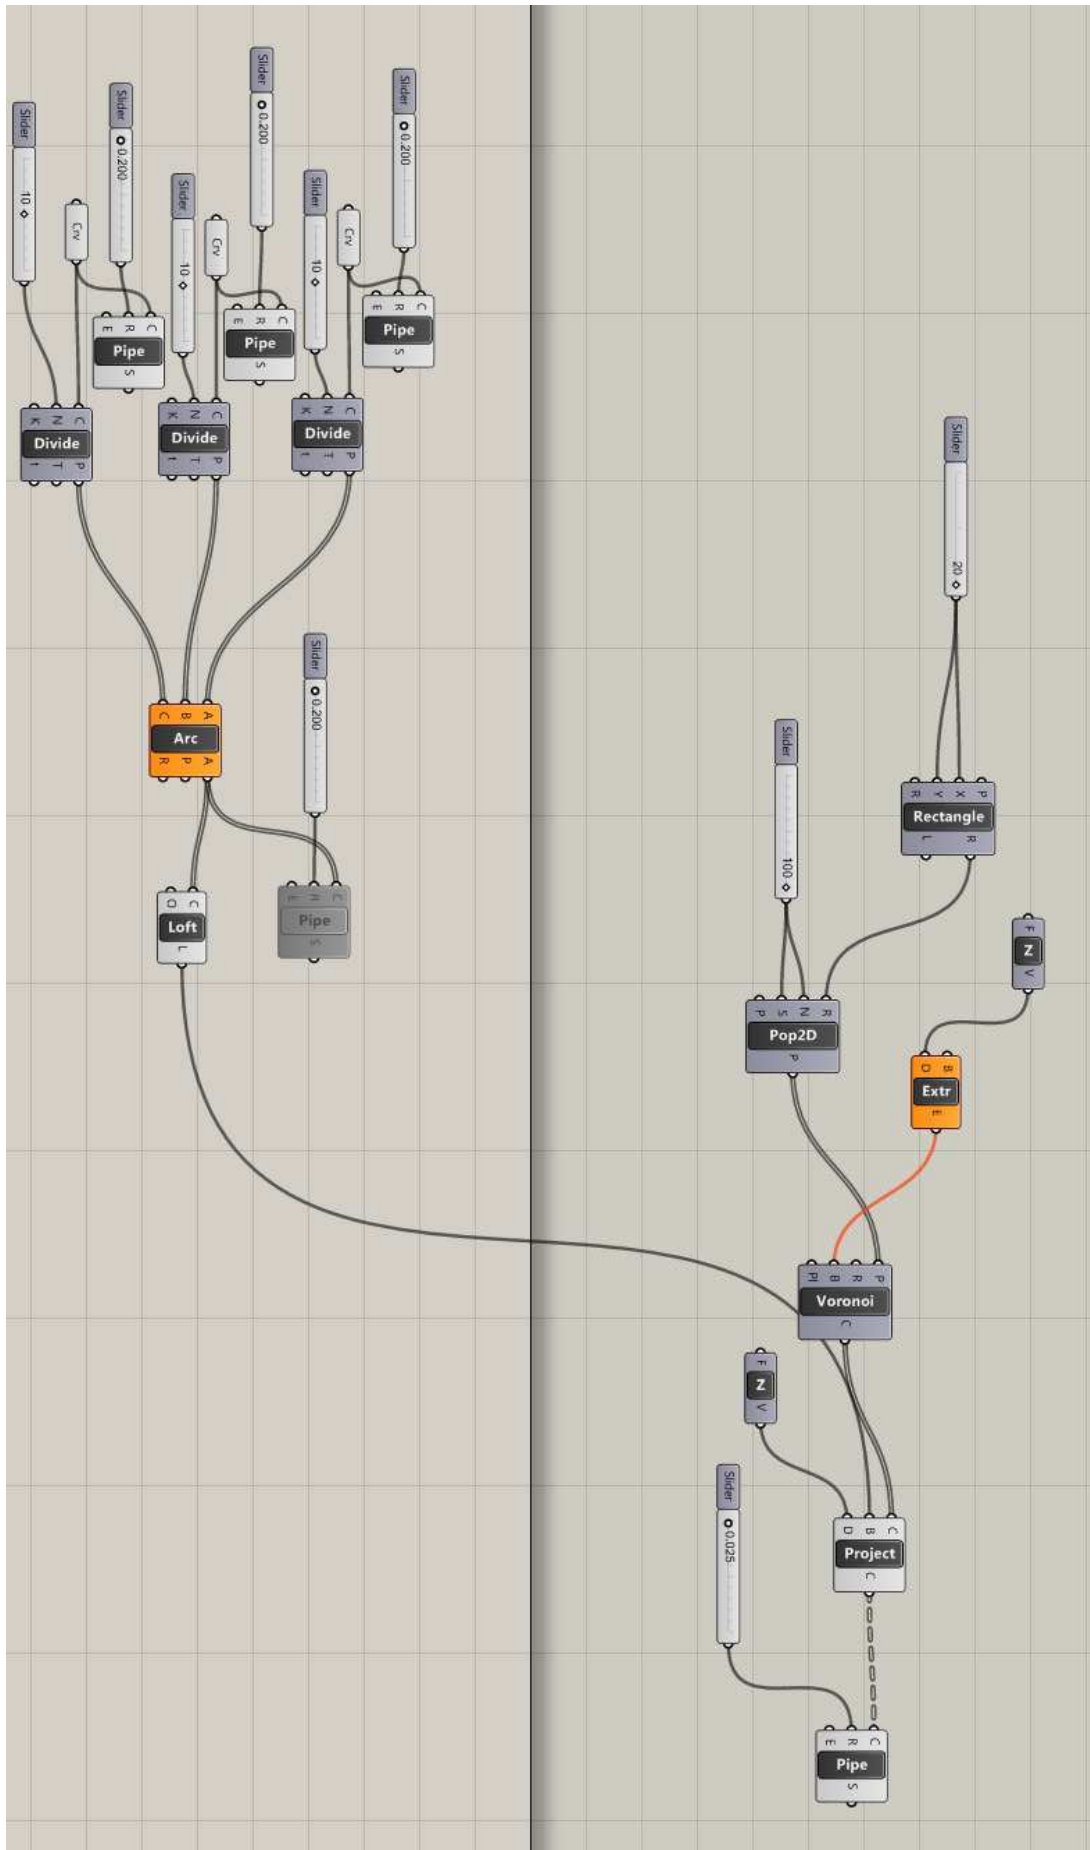 Slider
10
Slider
0.200
Slider
10
Slider
0.200
Slider
10
Slider
0.200
Crv
Crv
Crv
C
R
E
Pipe
S
C
R
E
Pipe
S
C
R
E
Pipe
S
C
N
K
Divide
P
T
t
C
N
K
Divide
P
T
t
C
N
K
Divide
P
T
t
A
B
C
Arc
A
P
R
Slider
0.200
C
O
Loft
L
C
R
E
Pipe
S
Slider
20
P
X
Y
R
Rectangle
R
L
Slider
100
R
N
S
P
Pop2D
P
F
Z
V
B
D
Extr
E
P
R
B
Pl
Voronoi
C
F
Z
V
Slider
0.025
C
B
D
Project
C
C
R
E
Pipe
S